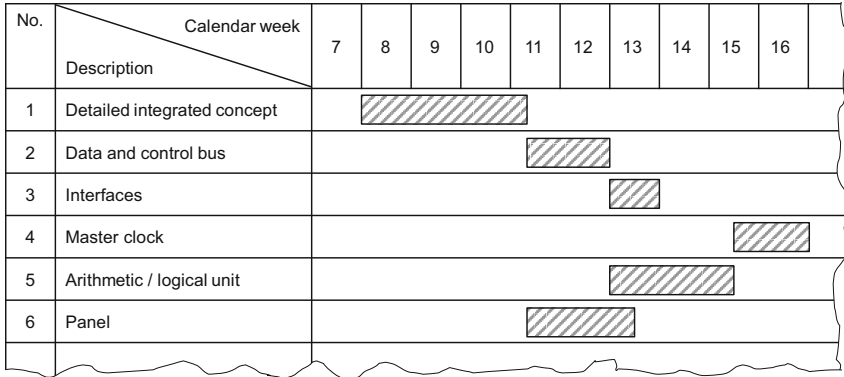 No.
Calendar week
Description
7 8 9 10 11 12 13 14 15 16
1 Detailed integrated concept
2 Data and control bus
3 Interfaces
4 Master clock
5 Arithmetic / logical unit
6 Panel